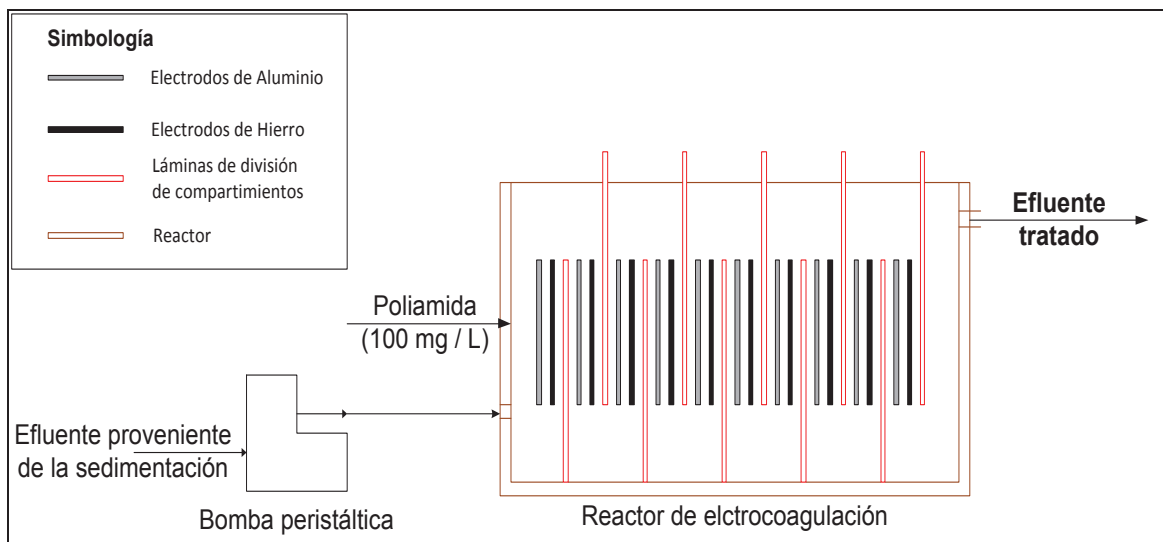 Simbología
Electrodos de Aluminio
Electrodos de Hierro
Láminas de división
de compartimientos
Reactor
Efluente
tratado
Poliamida
(100 mg / L)
Efluente proveniente
de la sedimentación
Bomba peristáltica
Reactor de elctrocoagulación